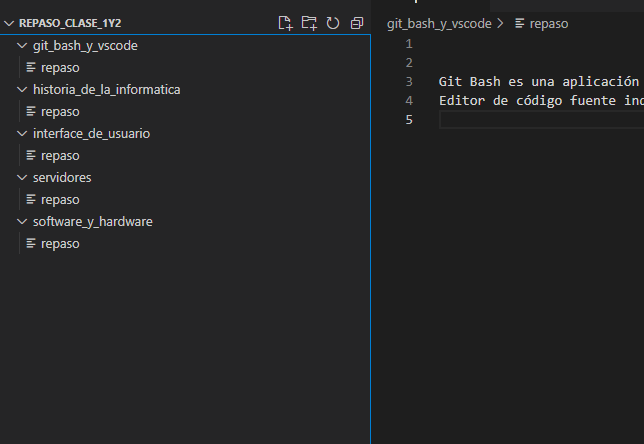 REPASO_CLASE_1Y2
git_bash_y_vscode
repaso
historia_de_la_informatica
repaso
interface_de_usuario
repaso
servidores
repaso
software_y_hardware
repaso
git_bash_y_vscode > repaso
1
2
3 Git Bash es una aplicación
4 Editor de código fuente
5